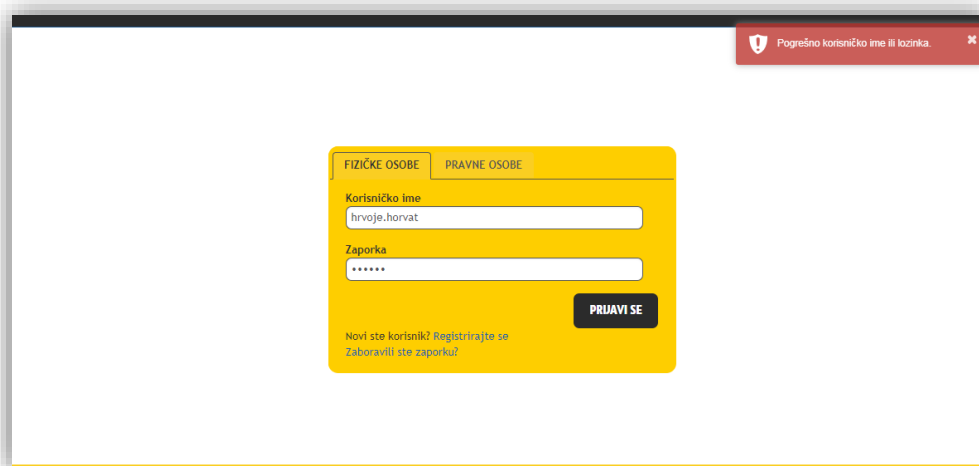 Pogrešno korisničko ime ili lozinka.
FIZIČKE OSOBE
PRAVNE OSOBE
Korisničko ime
hrvoje.horvat
Zaporka
••••••
PRIJAVI SE
Novi ste korisnik? Registrirajte se
Zaboravili ste zaporku?